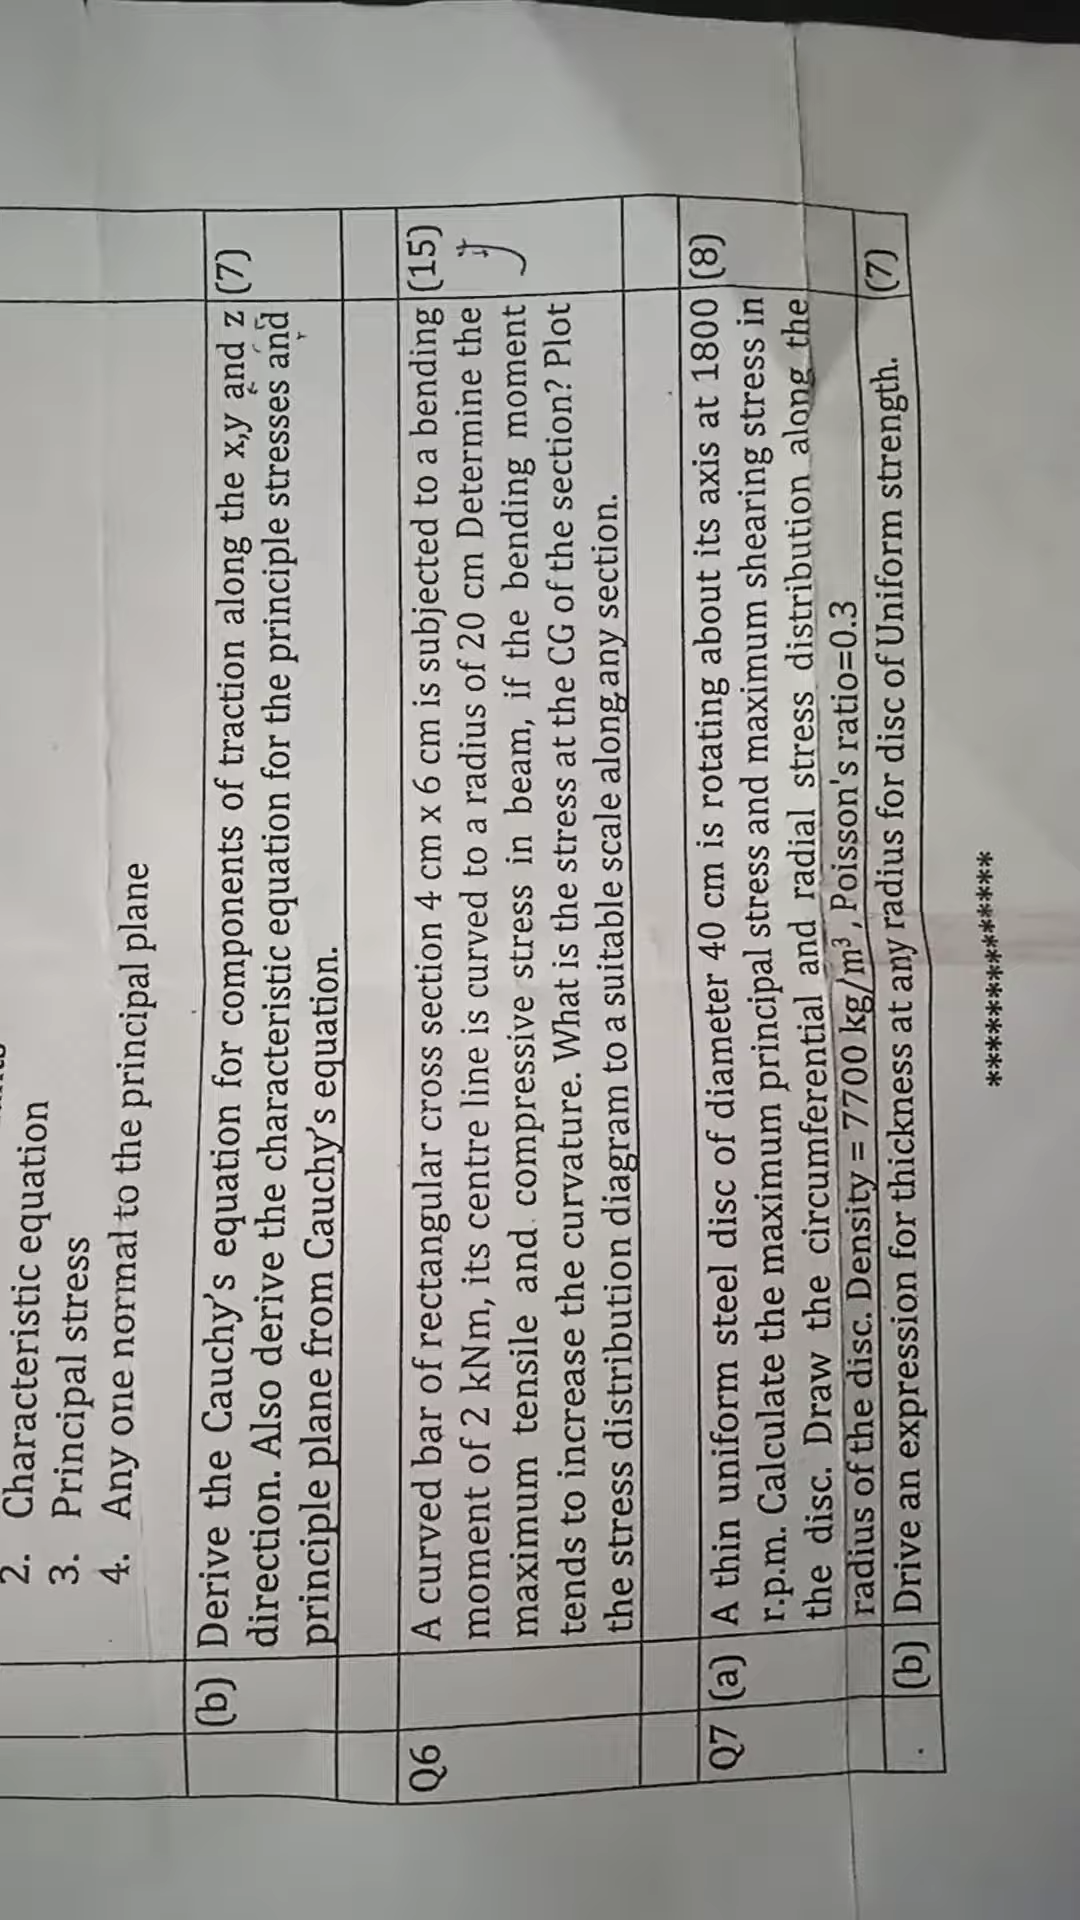 2. Characteristic equation
3. Principal stress
4. Any one normal to the principal plane
(b) Derive the Cauchy's equation for components of traction along the x,y and z (7)
direction. Also derive the characteristic equation for the principle stresses and
principle plane from Cauchy's equation.
Q6 A curved bar of rectangular cross section 4 cm x 6 cm is subjected to a bending (15)
moment of 2 kNm, its centre line is curved to a radius of 20 cm Determine the
maximum tensile and compressive stress in beam, if the bending moment
tends to increase the curvature. What is the stress at the CG of the section? Plot
the stress distribution diagram to a suitable scale along any section.
Q7 (a) A thin uniform steel disc of diameter 40 cm is rotating about its axis at 1800 (8)
r.p.m. Calculate the maximum principal stress and maximum shearing stress in
the disc. Draw the circumferential and radial stress distribution along the
radius of the disc. Density = 7700 kg/m³, Poisson's ratio=0.3
(b) Drive an expression for thickness at any radius for disc of Uniform strength. (7)
*************